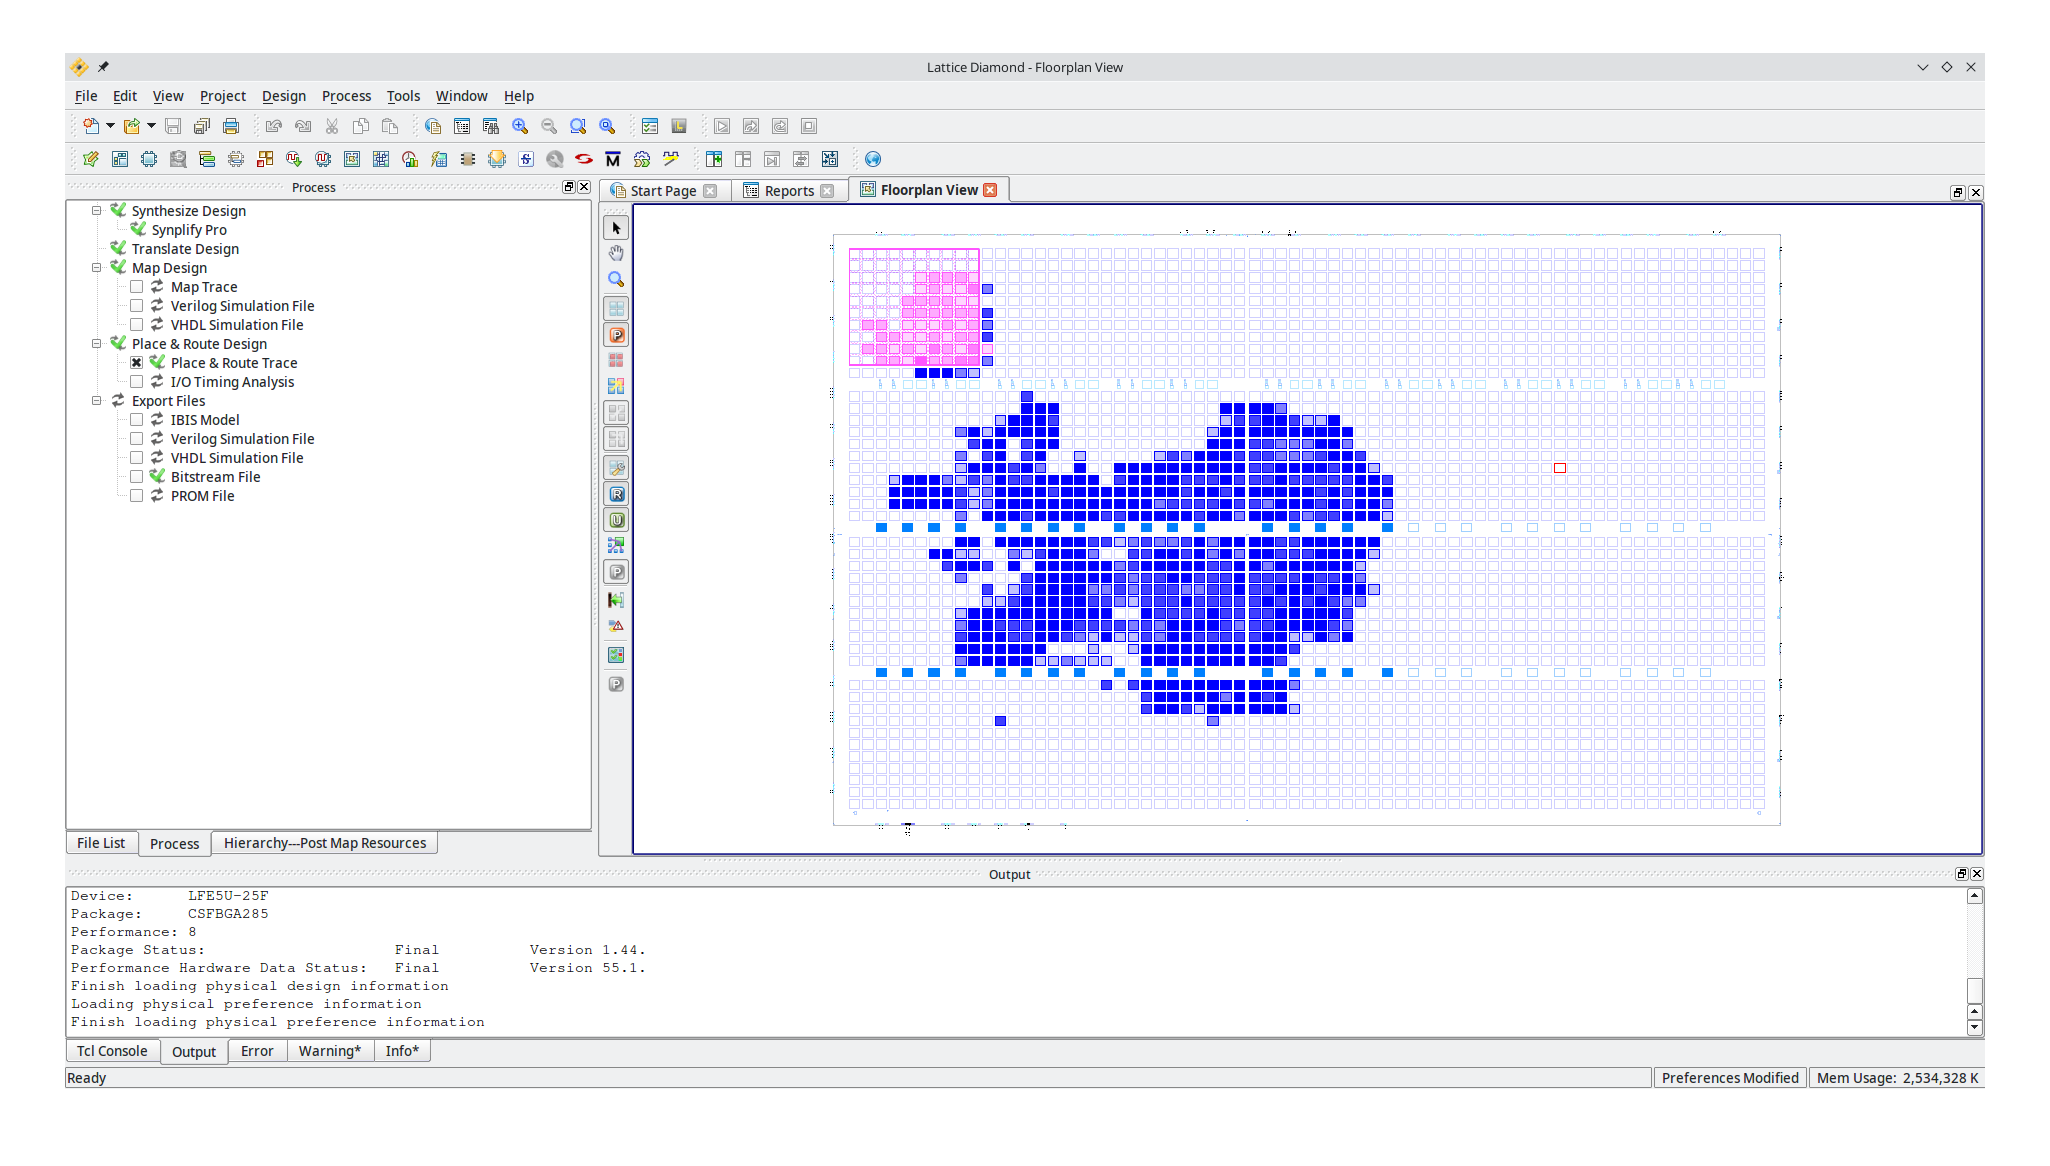 Lattice Diamond - Floorplan View
File Edit View Project Design Process Tools Window Help
Process
Start Page Reports Floorplan View
Synthesize Design
Synplify Pro
Translate Design
Map Design
Map Trace
Verilog Simulation File
VHDL Simulation File
Place & Route Design
Place & Route Trace
I/O Timing Analysis
Export Files
IBIS Model
Verilog Simulation File
VHDL Simulation File
Bitstream File
PROM File
File List Process Hierarchy---Post Map Resources
Output
Device: LFE5U-25F
Package: CSFBGA285
Performance: 8
Package Status: Final Version 1.44.
Performance Hardware Data Status: Final Version 55.1.
Finish loading physical design information
Loading physical preference information
Finish loading physical preference information
Tcl Console Output Error Warning* Info*
Ready Preferences Modified Mem Usage: 2,534,328 K